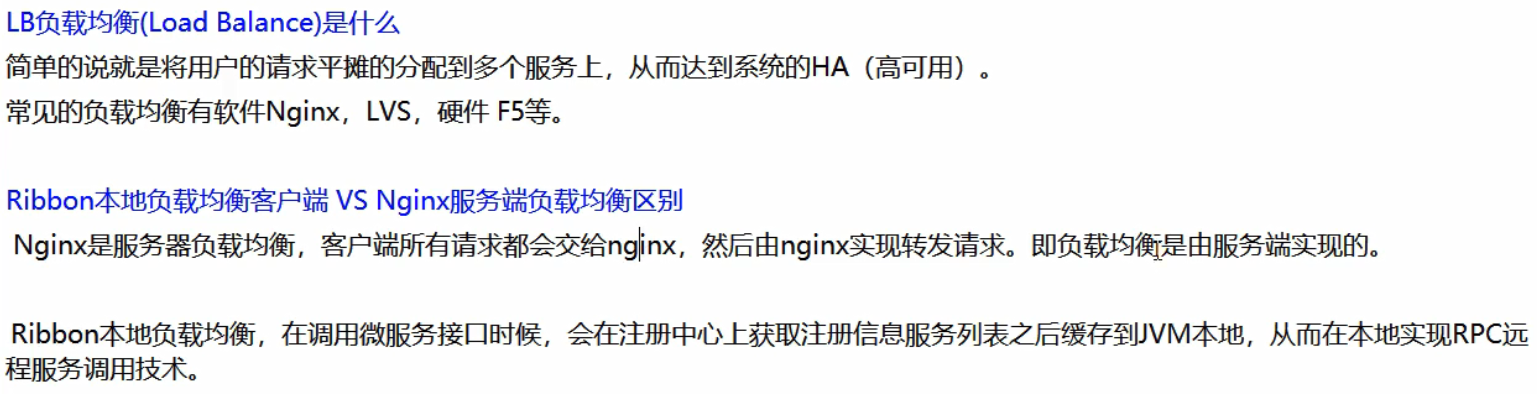 LB负载均衡(Load Balance)是什么
简单的说就是将用户的请求平摊的分配到多个服务上，从而达到系统的HA（高可用）。
常见的负载均衡有软件Nginx，LVS，硬件 F5等。
Ribbon本地负载均衡客户端 VS Nginx服务端负载均衡区别
Nginx是服务器负载均衡，客户端所有请求都会交给nginx，然后由nginx实现转发请求。即负载均衡是由服务端实现的。
Ribbon本地负载均衡，在调用微服务接口时候，会在注册中心上获取注册信息服务列表之后缓存到JVM本地，从而在本地实现RPC远
程服务调用技术。